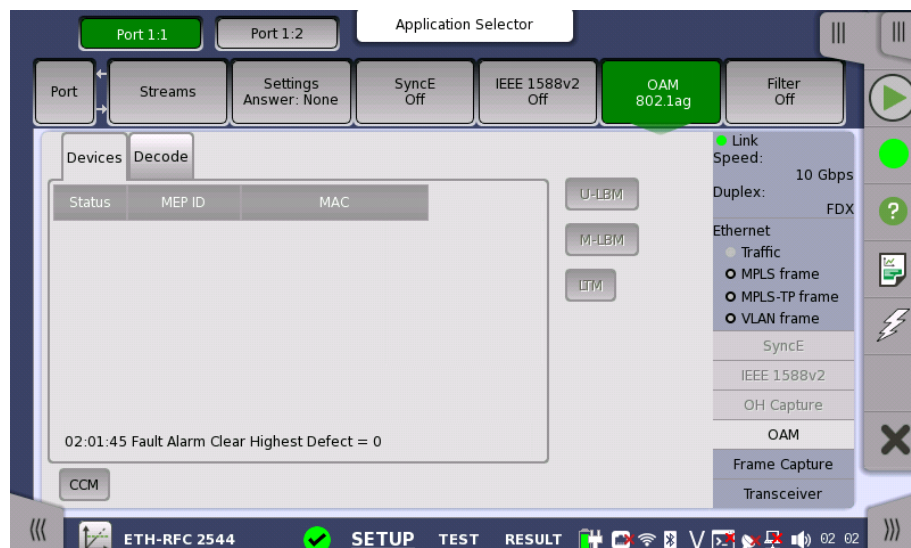 Port 1:1
Port 1:2
Application Selector
Port
Streams
Settings
Answer: None
SyncE
Off
IEEE 1588v2
Off
OAM
802.1ag
Filter
Off
Devices
Decode
Status MEP ID MAC
U-LBM
M-LBM
LTM
02:01:45 Fault Alarm Clear Highest Defect = 0
CCM
Link
Speed:
10 Gbps
Duplex:
FDX
Ethernet
Traffic
MPLS frame
MPLS-TP frame
VLAN frame
SyncE
IEEE 1588v2
OH Capture
OAM
Frame Capture
Transceiver
ETH-RFC 2544
SETUP TEST RESULT
V
02 02